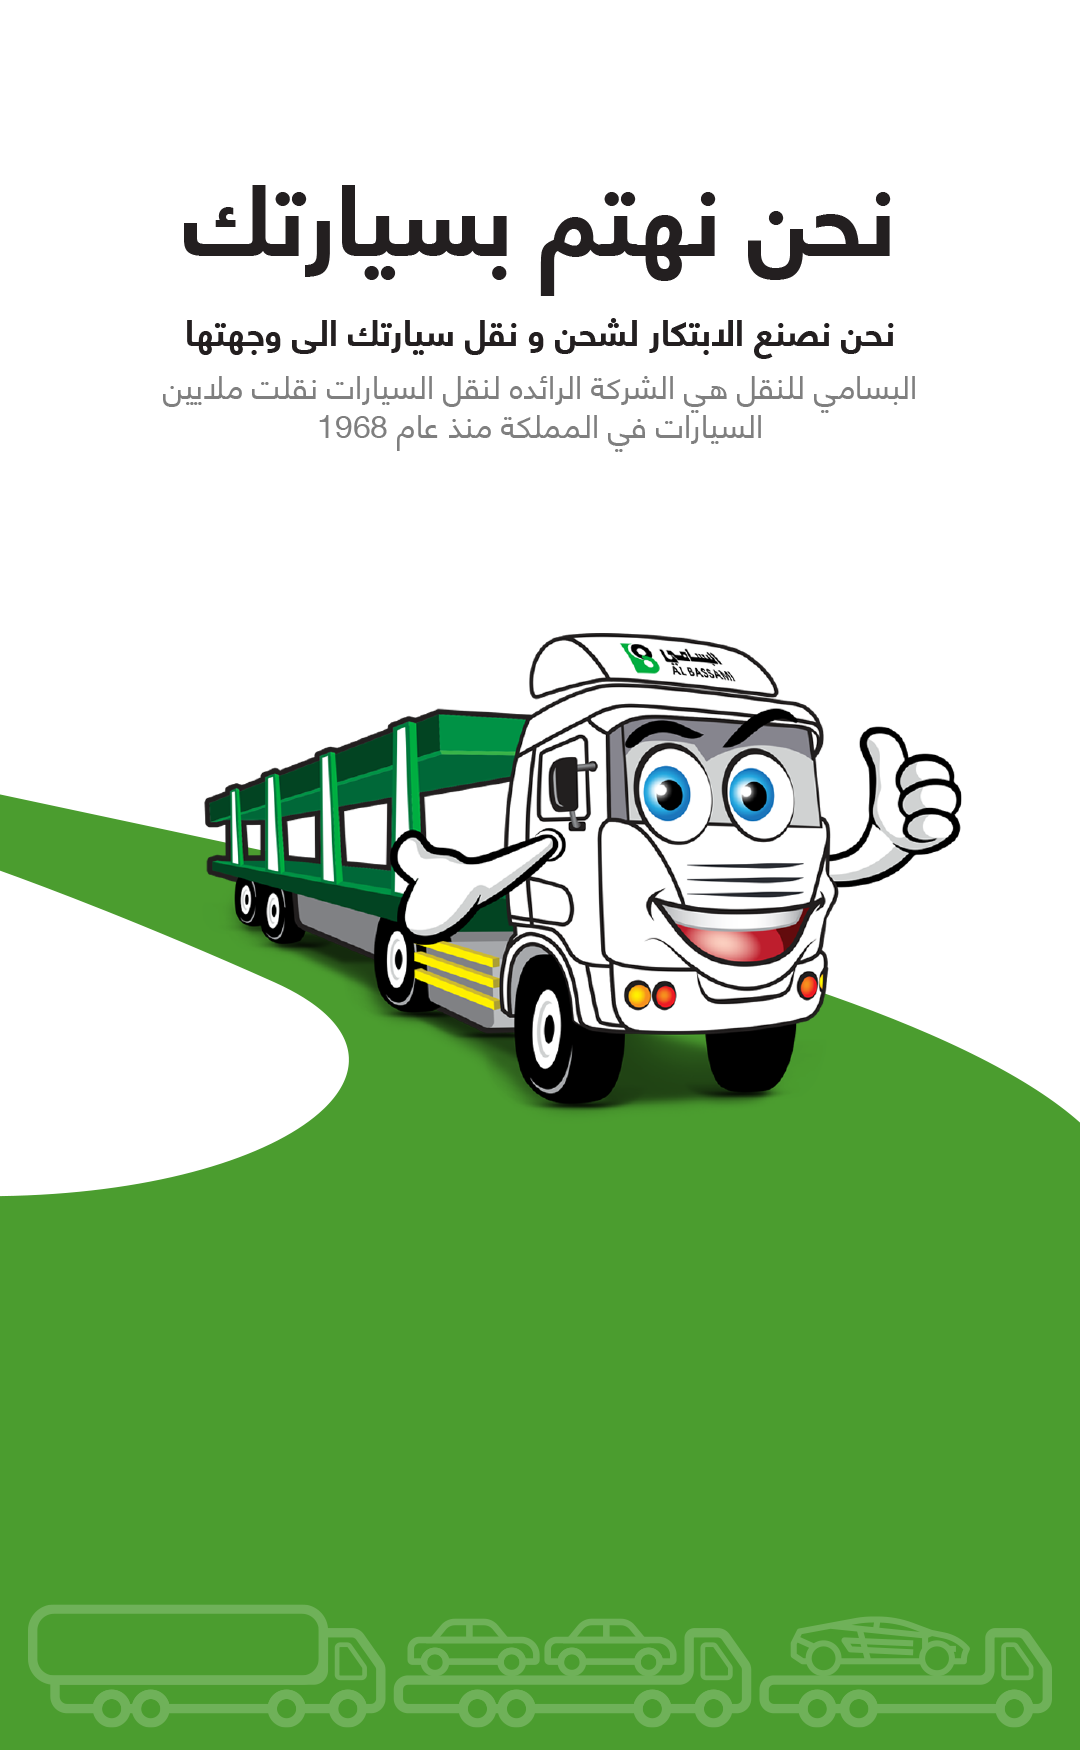 نحن نهتم بسيارتك
نحن نصنع الابتكار لشحن و نقل سيارتك الى وجهتها
البسامي للنقل هي الشركة الرائده لنقل السيارات نقلت ملايين
السيارات في المملكة منذ عام 1968
البسامي
AL BASSAMI